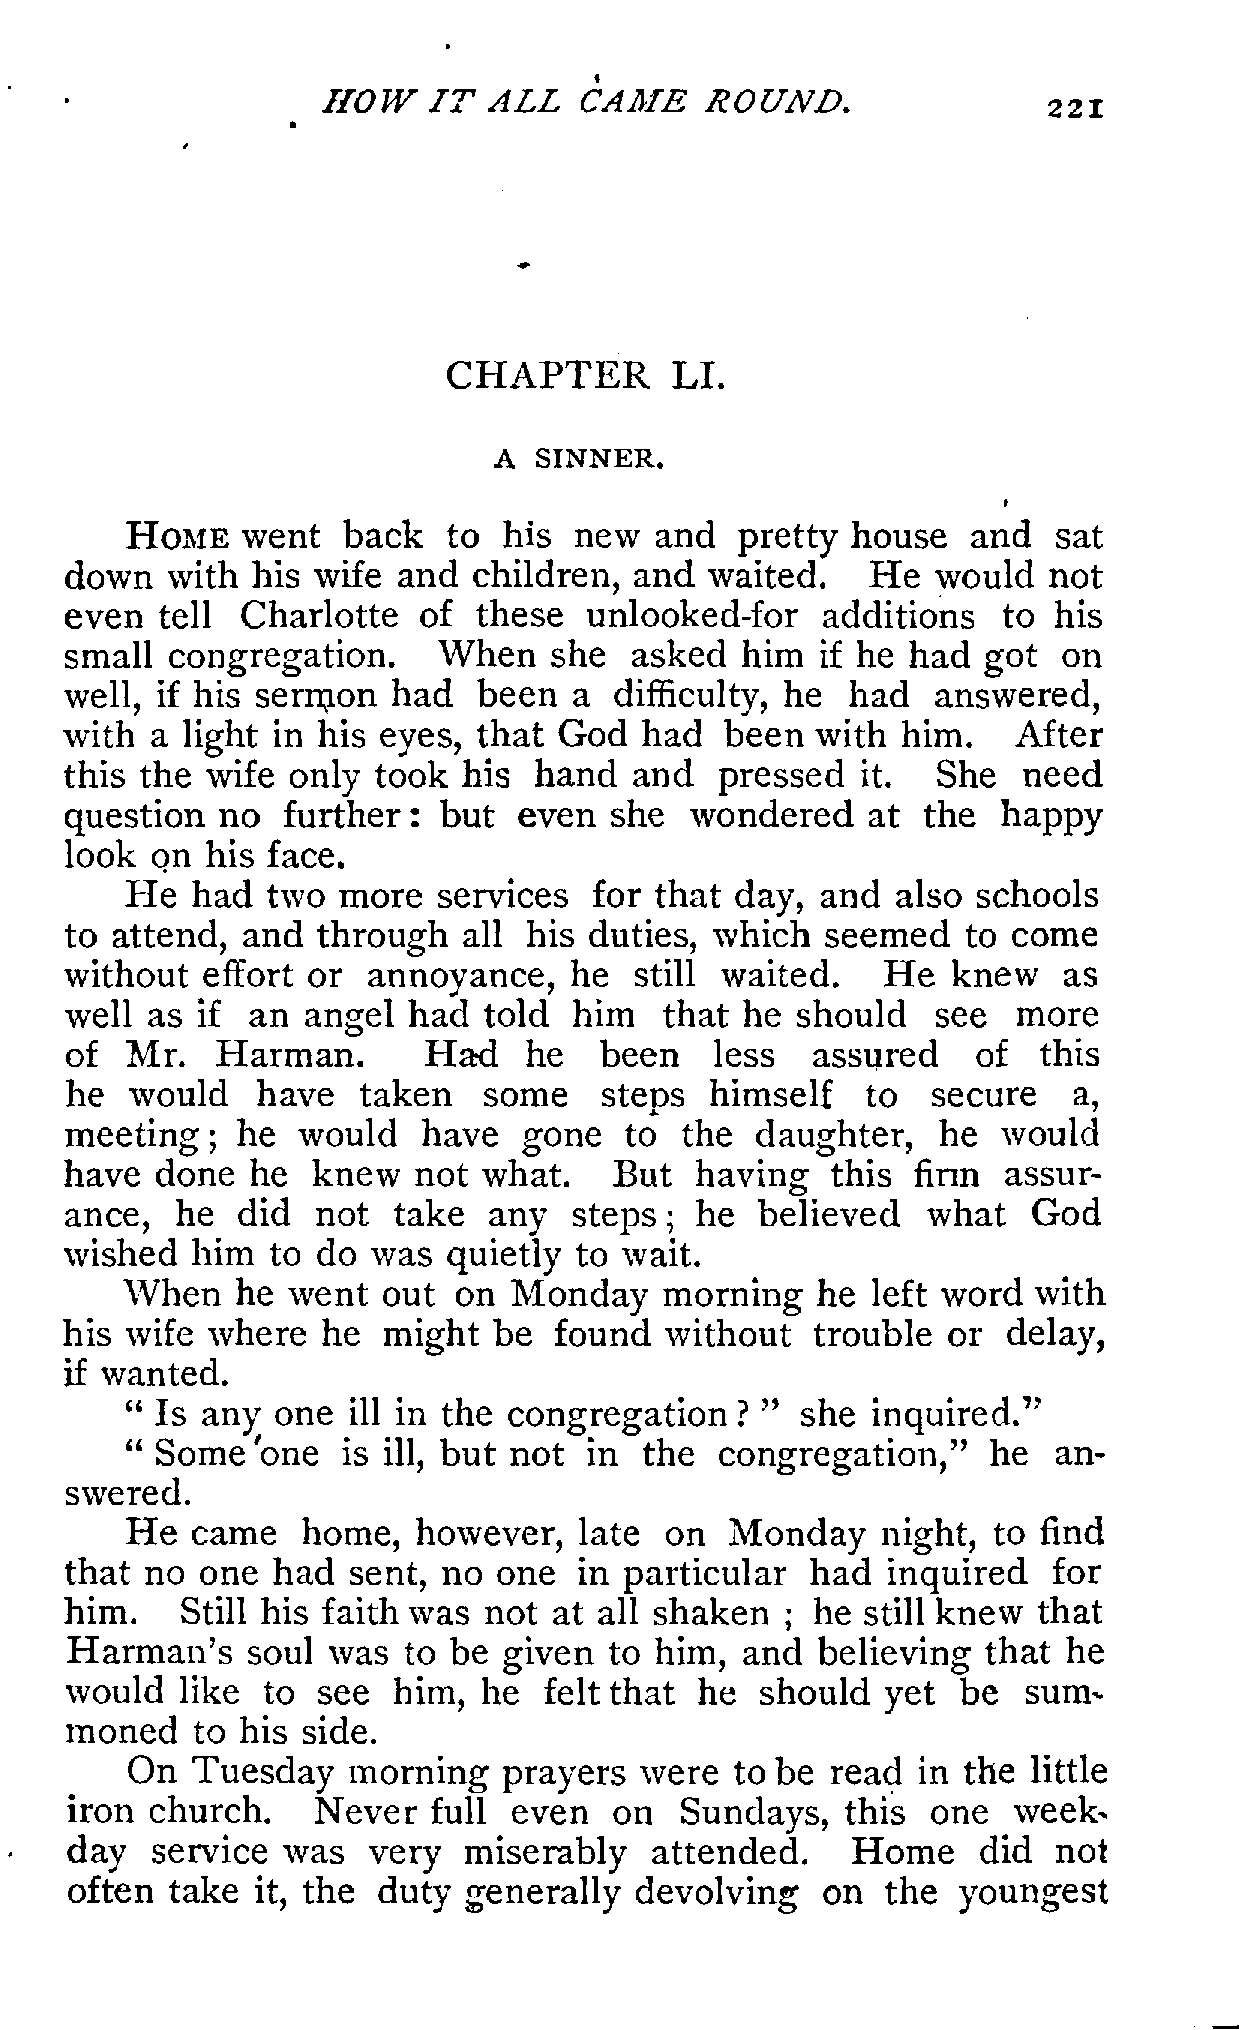 HOW IT ALL CAME ROUND. 221
CHAPTER LI.
A SINNER.
HOME went back to his new and pretty house and sat
down with his wife and children, and waited. He would not
even tell Charlotte of these unlooked-for additions to his
small congregation. When she asked him if he had got on
well, if his sermon had been a difficulty, he had answered,
with a light in his eyes, that God had been with him. After
this the wife only took his hand and pressed it. She need
question no further: but even she wondered at the happy
look on his face.
He had two more services for that day, and also schools
to attend, and through all his duties, which seemed to come
without effort or annoyance, he still waited. He knew as
well as if an angel had told him that he should see more
of Mr. Harman. Had he been less assured of this
he would have taken some steps himself to secure a,
meeting; he would have gone to the daughter, he would
have done he knew not what. But having this firm assur-
ance, he did not take any steps; he believed what God
wished him to do was quietly to wait.
When he went out on Monday morning he left word with
his wife where he might be found without trouble or delay,
if wanted.
"Is any one ill in the congregation?" she inquired."
"Some one is ill, but not in the congregation," he an-
swered.
He came home, however, late on Monday night, to find
that no one had sent, no one in particular had inquired for
him. Still his faith was not at all shaken; he still knew that
Harman's soul was to be given to him, and believing that he
would like to see him, he felt that he should yet be sum-
moned to his side.
On Tuesday morning prayers were to be read in the little
iron church. Never full even on Sundays, this one week-
day service was very miserably attended. Home did not
often take it, the duty generally devolving on the youngest